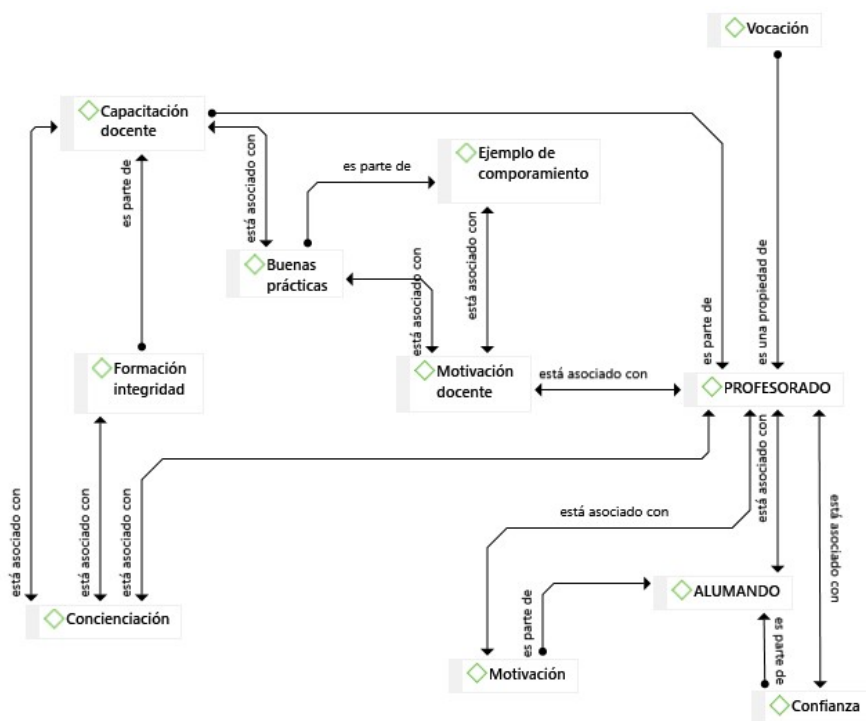 Vocación
Capacitación
docente
Ejemplo de
comporamiento
es parte de
es parte de
está asociado con
Buenas
prácticas
está asociado con
está asociado con
es parte de
es una propiedad de
Formación
integridad
Motivación
docente
está asociado con
PROFESORADO
está asociado con
está asociado con
está asociado con
está asociado con
está asociado con
está asociado con
ALUMANDO
Concienciación
es parte de
es parte de
Motivación
Confianza